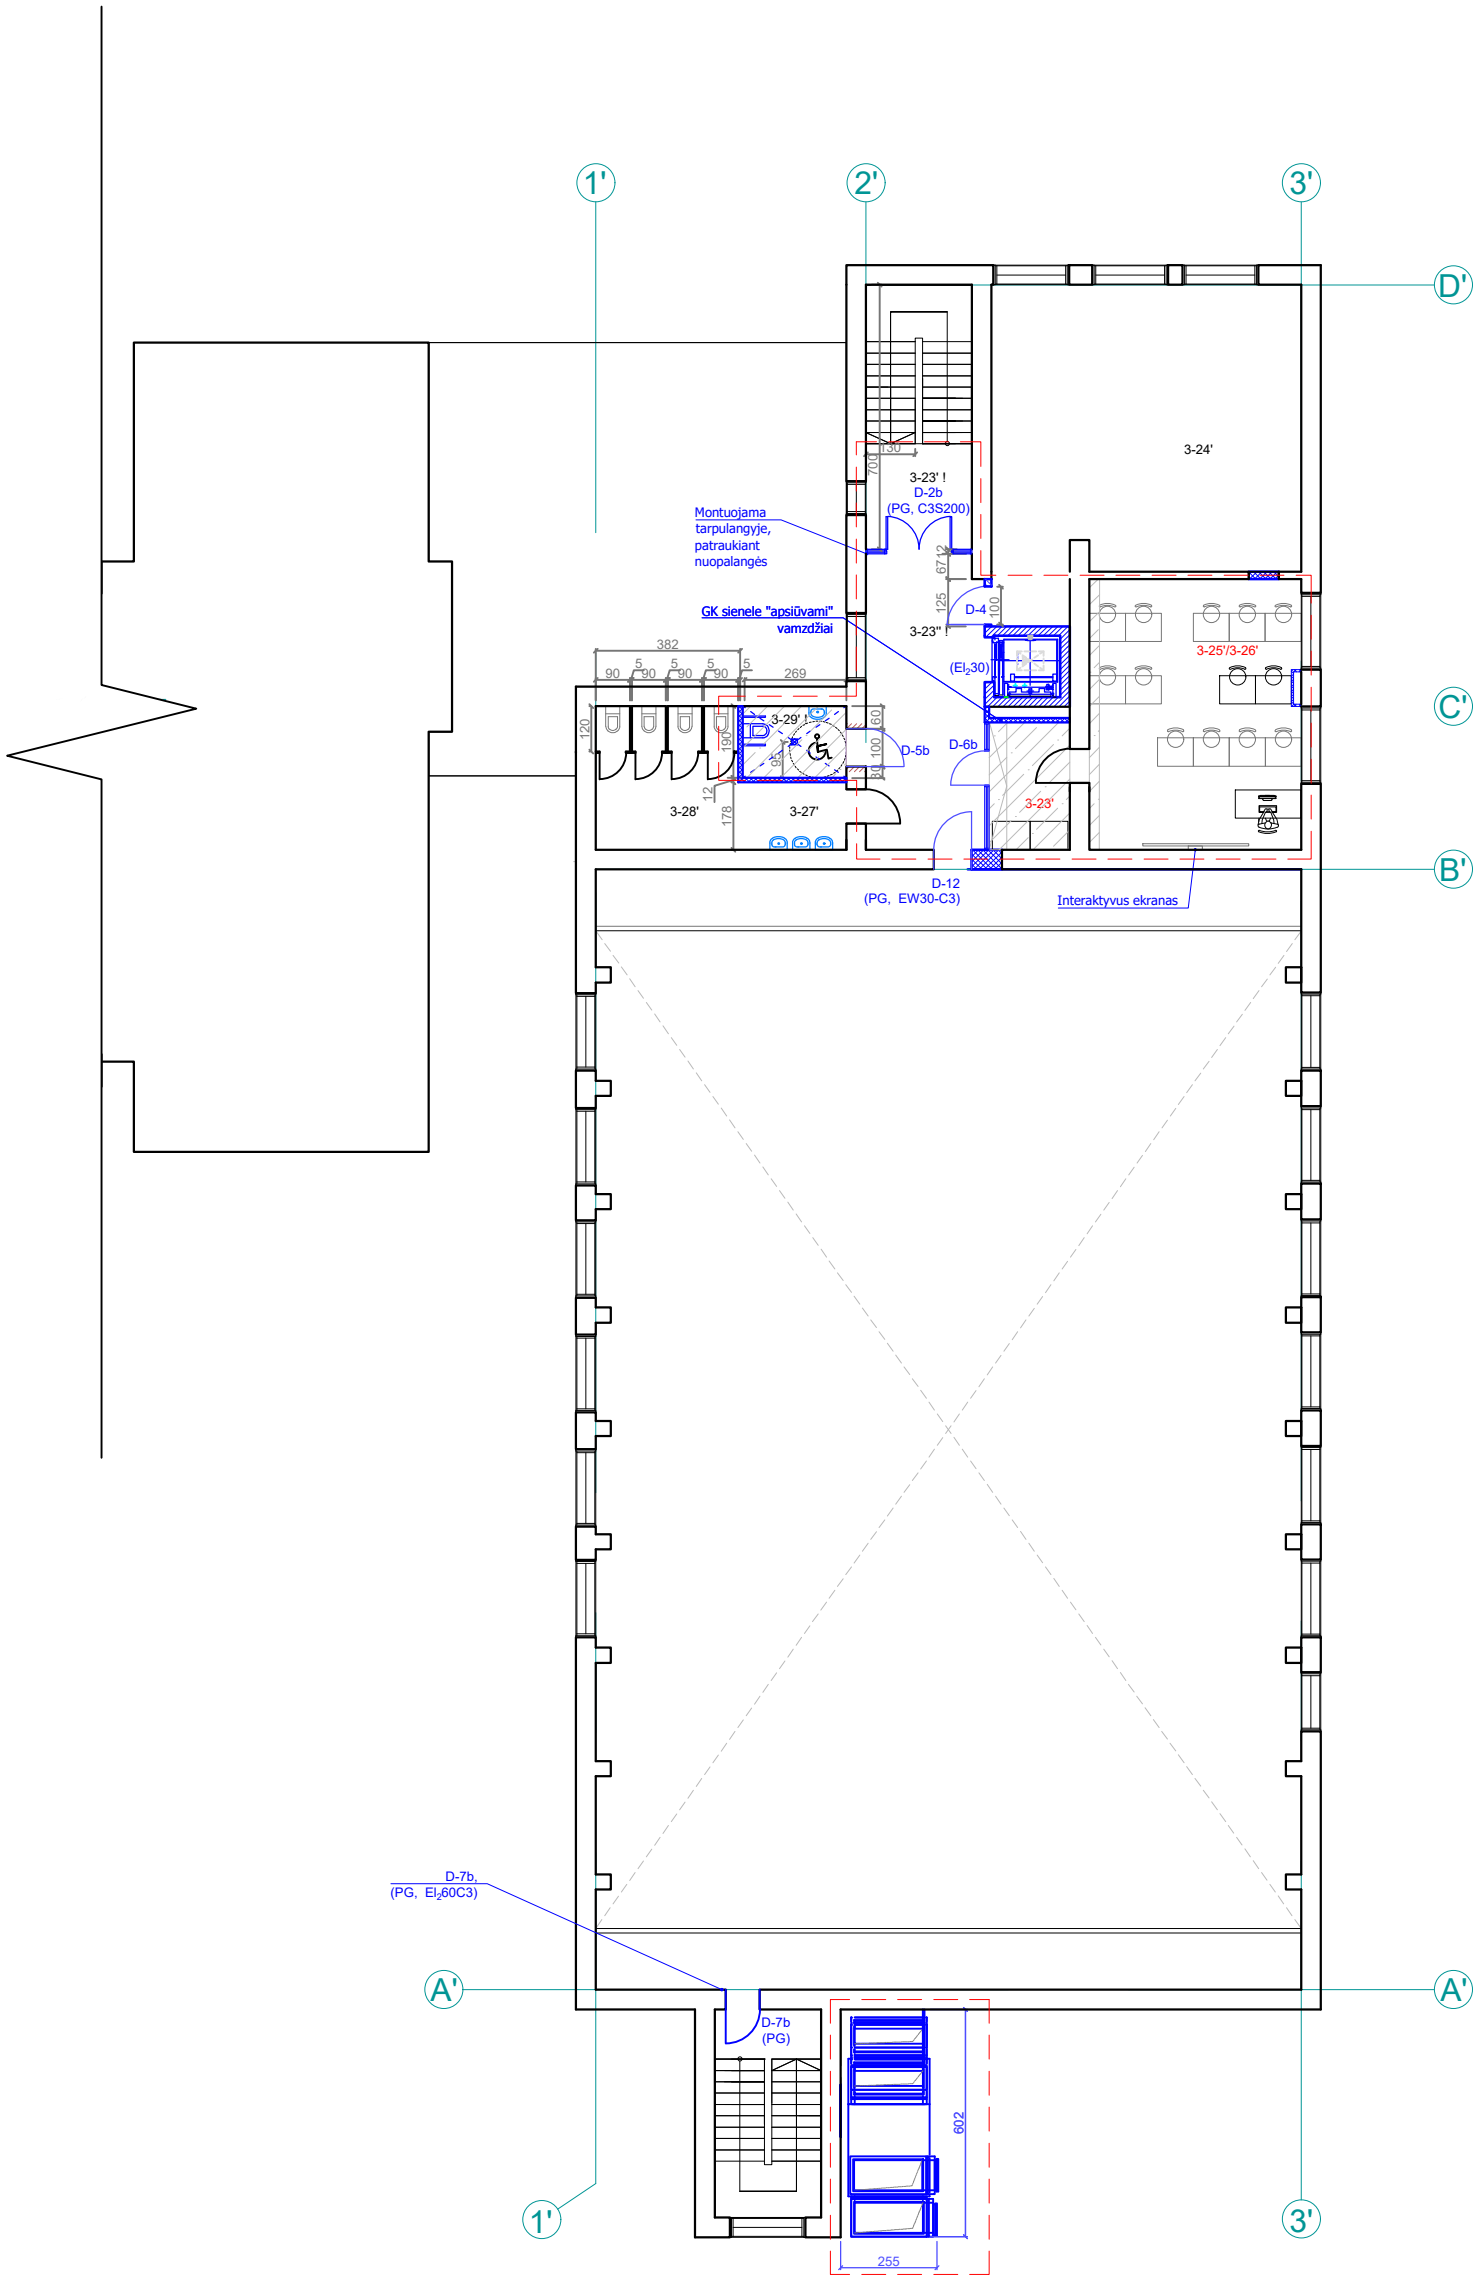 1'
2'
3'
D'
3-24'
700
130
3-23' !
D-2b
(PG, C3S200)
Montuojama
tarpulangyje,
patraukiant
nuopalangės
12
67
125
100
D-4
GK sienele "apsiūvami"
vamzdžiai
3-23" !
3-25'/3-26'
(EI₂30)
382
5
5
5
5
90
90
90
90
269
C'
120
190
3-29' !
60
95
100
D-5b
D-6b
80
12
178
3-28'
3-27'
3-23'
B'
D-12
(PG, EW30-C3)
Interaktyvus ekranas
D-7b,
(PG, EI₂60C3)
A'
A'
D-7b
(PG)
602
1'
3'
255